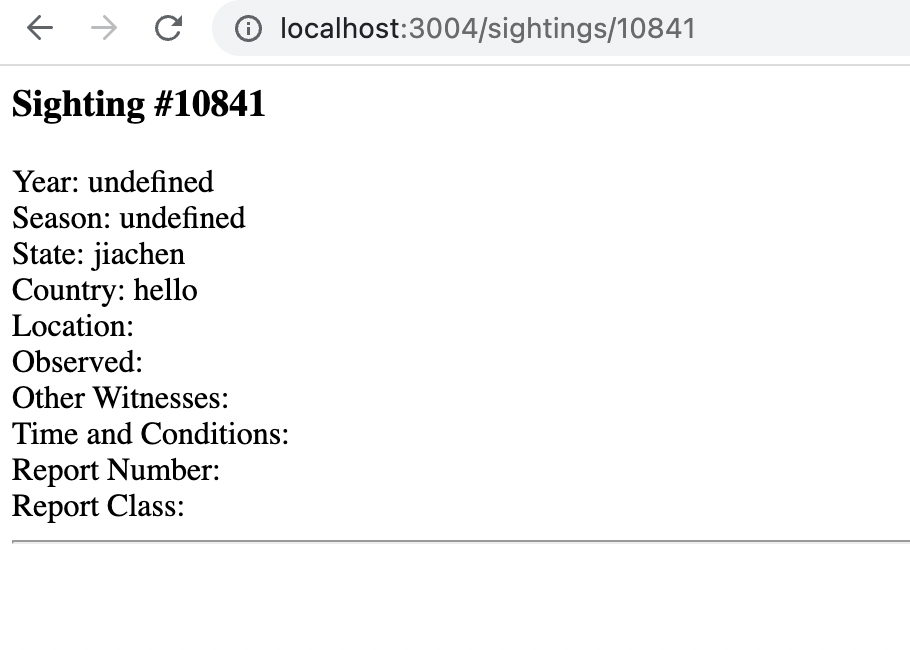 localhost:3004/sightings/10841
Sighting #10841
Year: undefined
Season: undefined
State: jiachen
Country: hello
Location:
Observed:
Other Witnesses:
Time and Conditions:
Report Number:
Report Class: